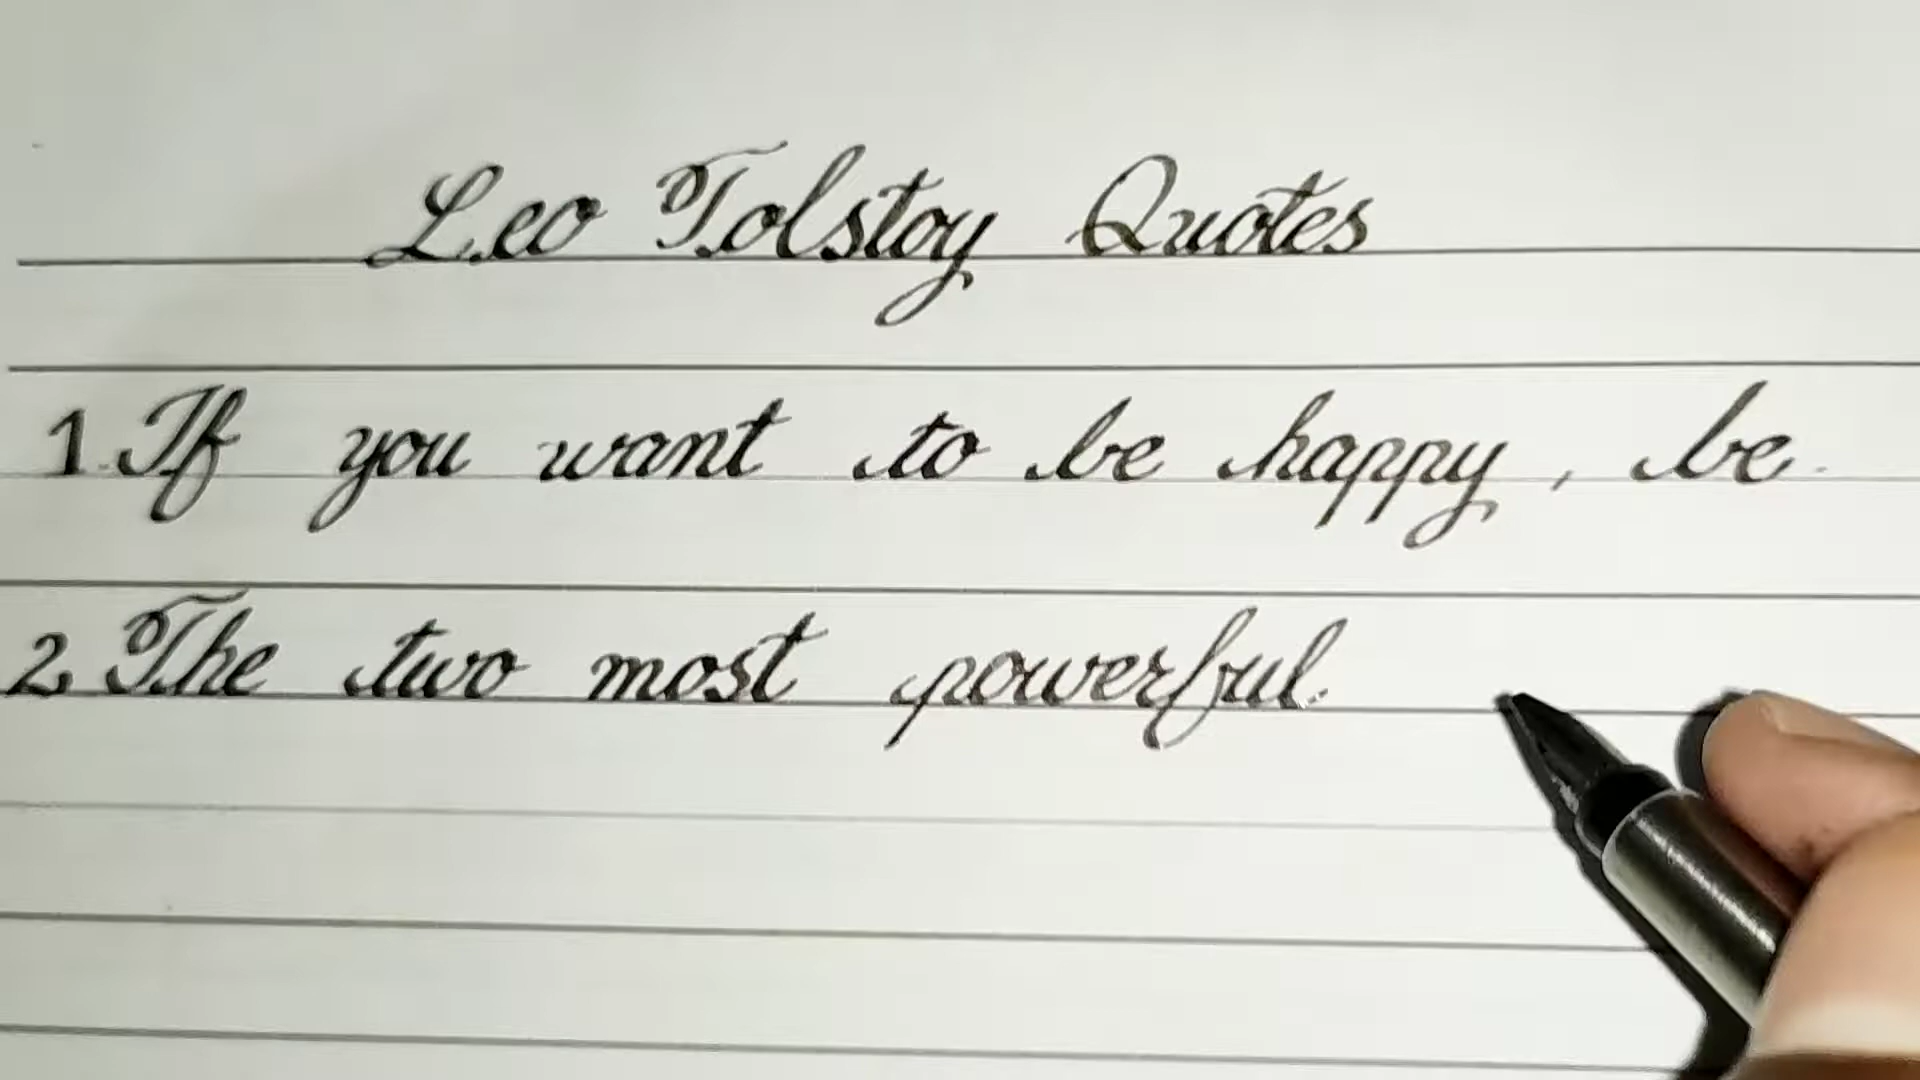 Leo Tolstoy Quotes
1. If you want to be happy, be.
2. The two most powerful